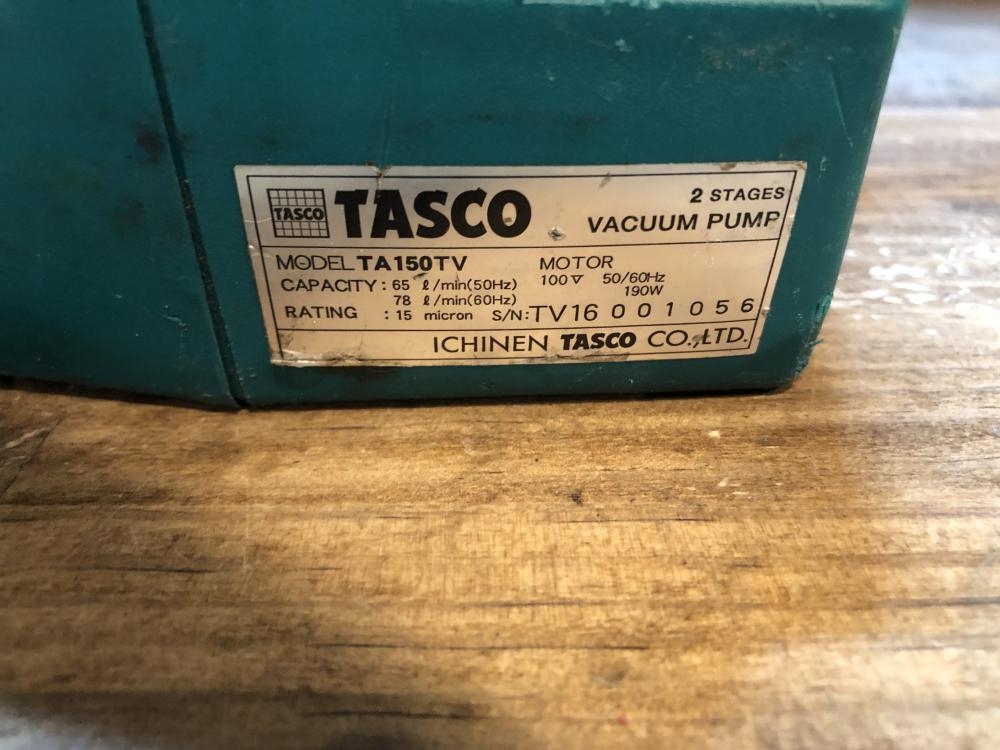 TASCO TASCO 2 STAGES
VACUUM PUMP
MODEL TA150TV MOTOR
CAPACITY : 65 ℓ/min(50Hz) 100V 50/60Hz
78 ℓ/min(60Hz) 190W
RATING : 15 micron S/N: TV16 001056
ICHINEN TASCO CO.,LTD.